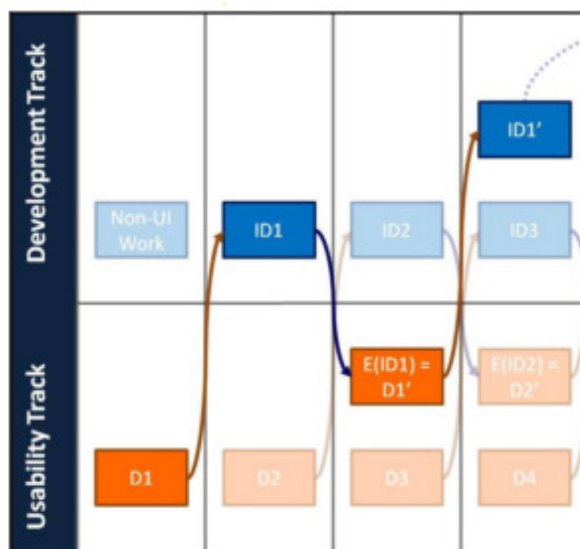 Development Track
ID1’
Non-UI
Work
ID1
ID2
ID3
Usability Track
E(ID1) =
D1’
E(ID2) =
D2’
D1
D2
D3
D4